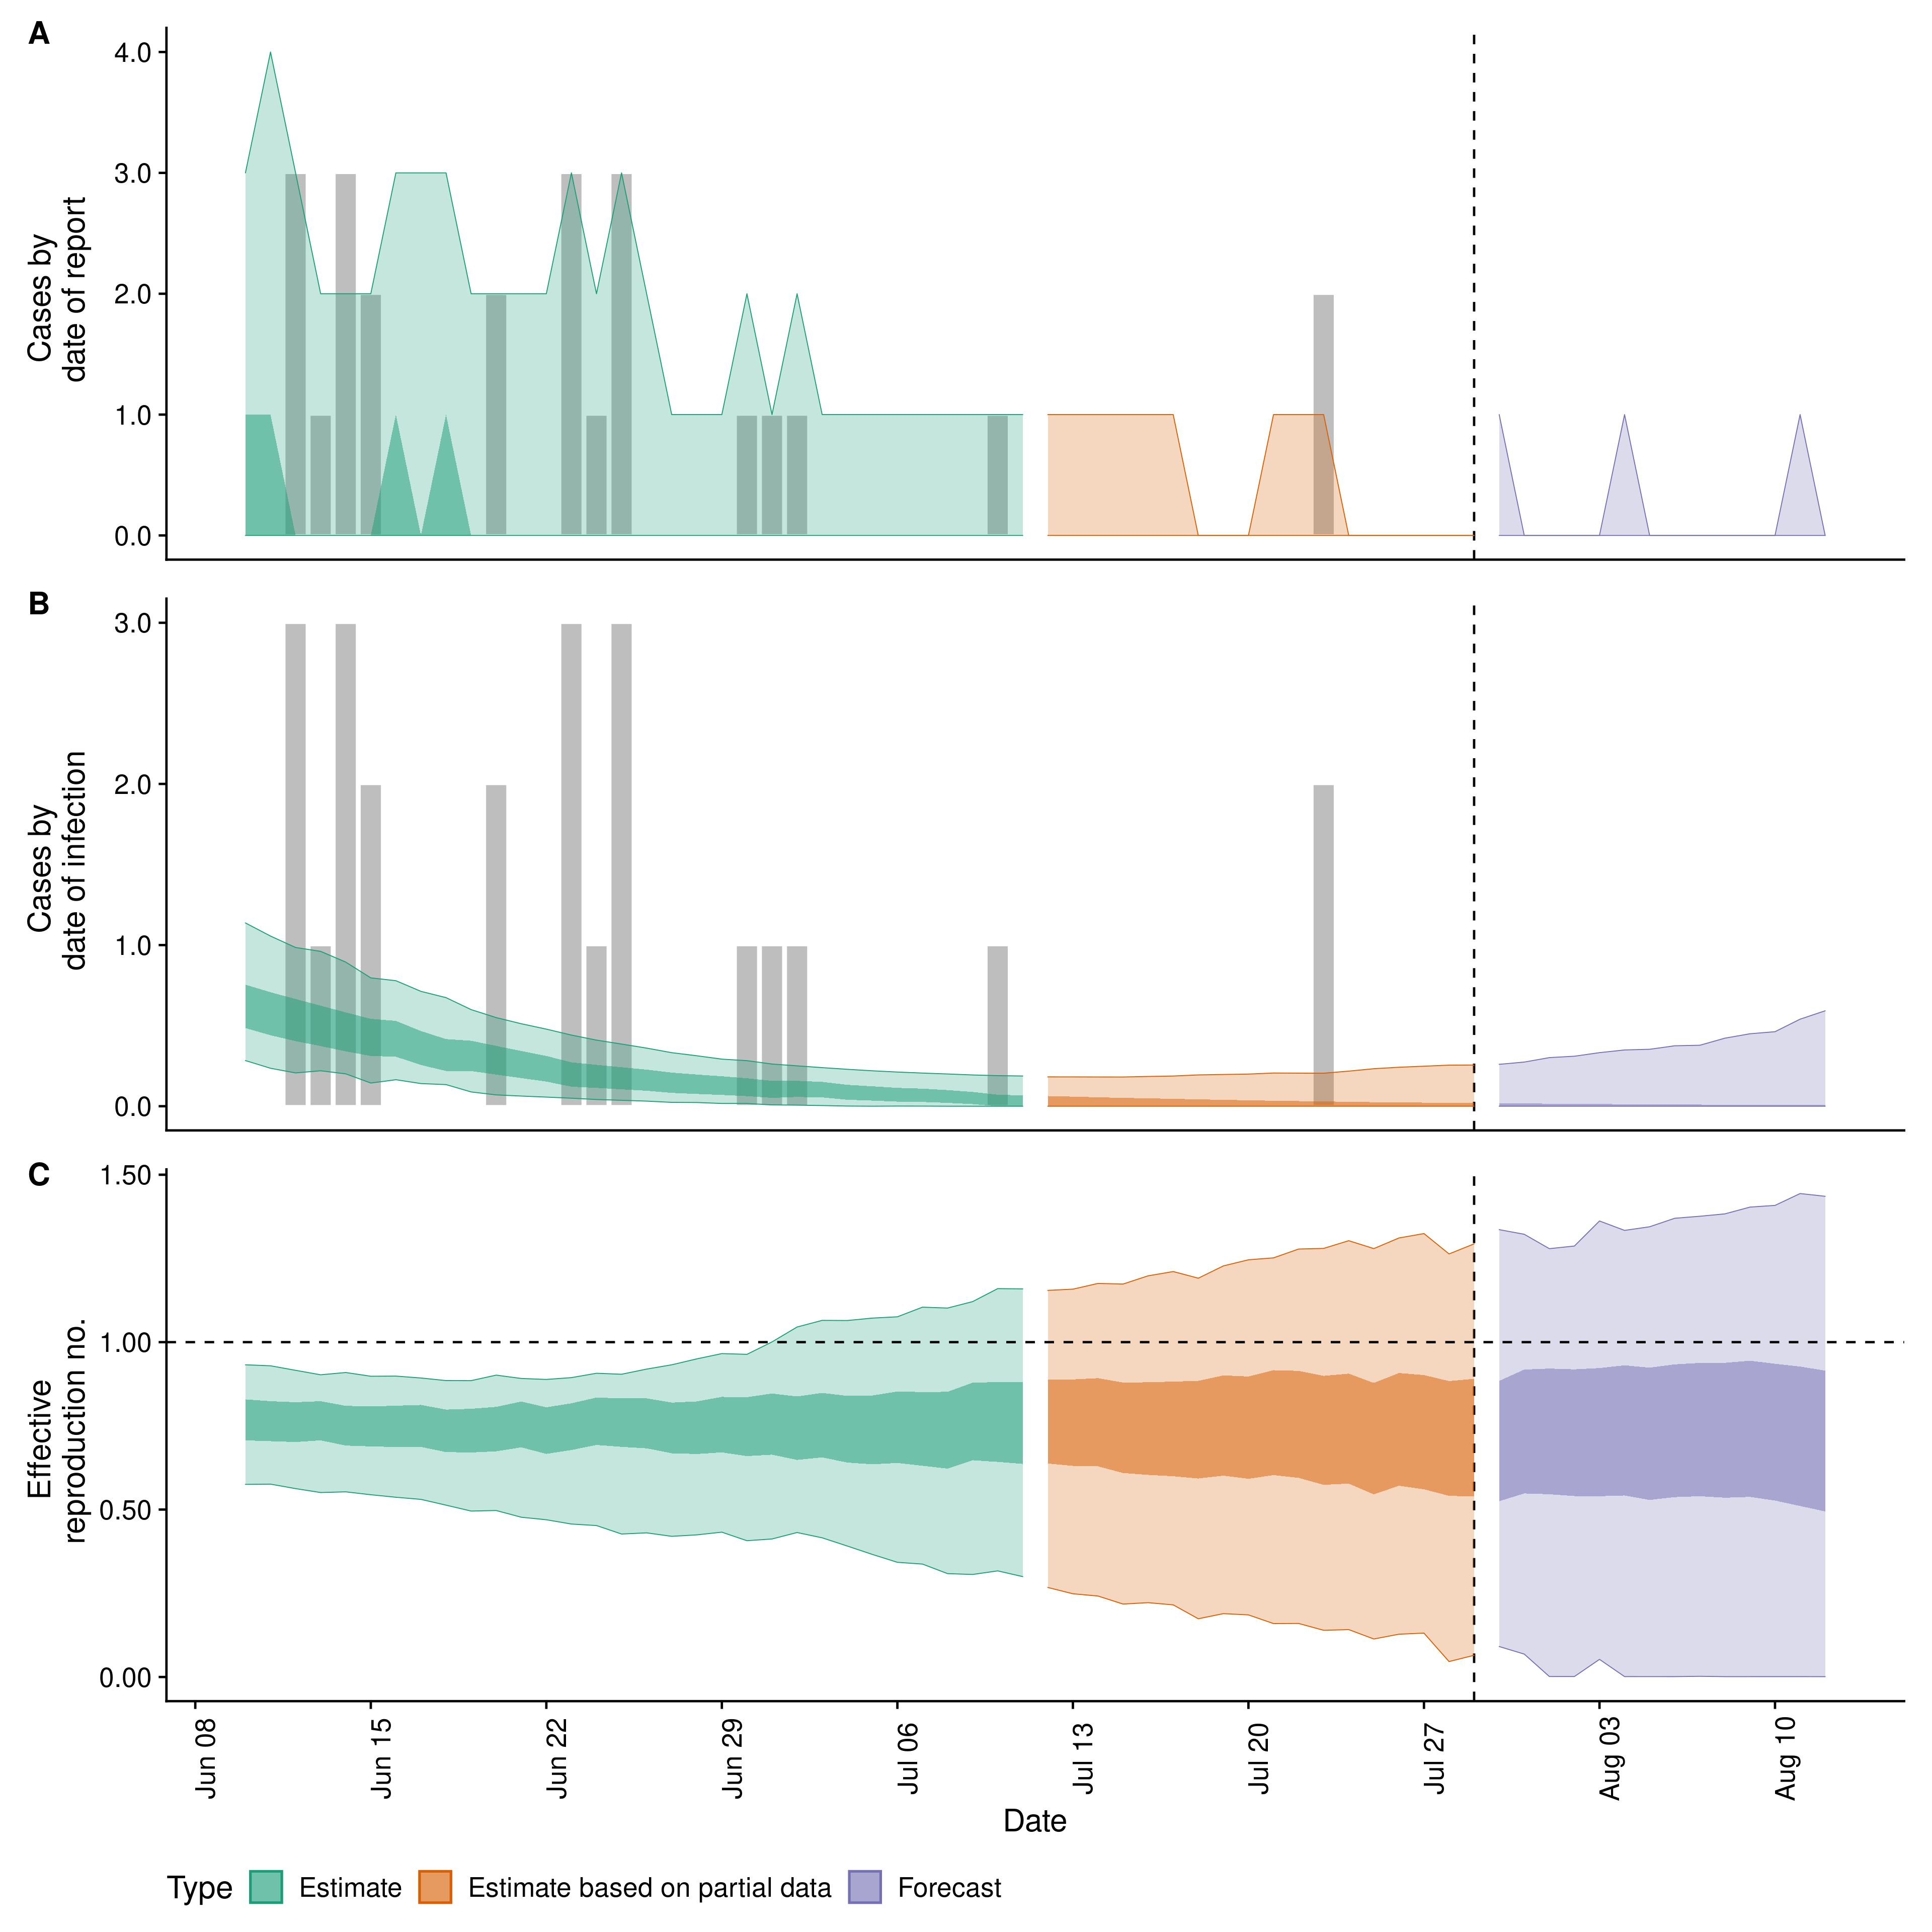 A
4.0
3.0
2.0
1.0
0.0
Cases by
date of report
B
3.0
2.0
1.0
0.0
Cases by
date of infection
C
1.50
1.00
0.50
0.00
Effective
reproduction no.
Jun 08
Jun 15
Jun 22
Jun 29
Jul 06
Jul 13
Jul 20
Jul 27
Aug 03
Aug 10
Date
Type Estimate Estimate based on partial data Forecast